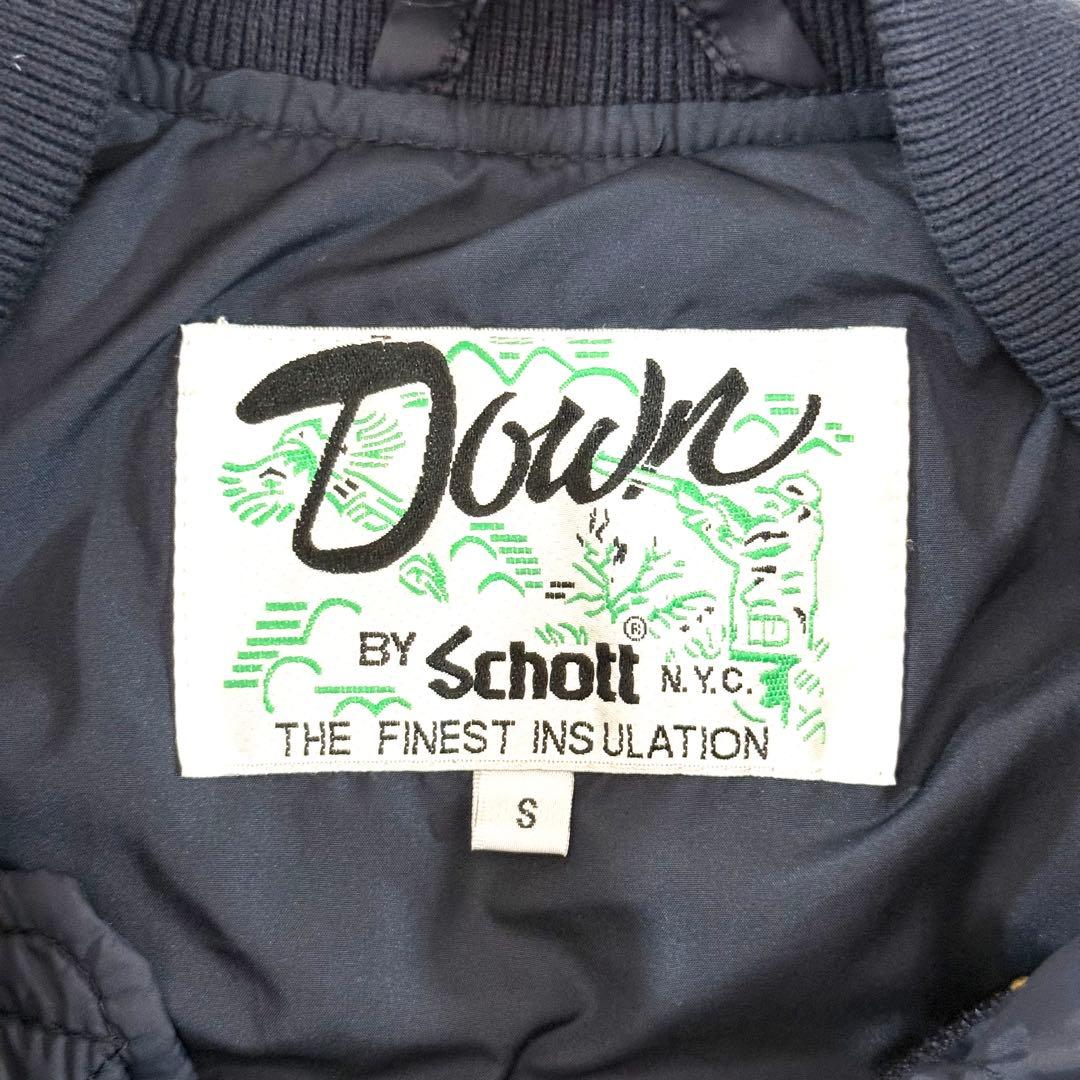 Down
BY Schott® N.Y.C.
THE FINEST INSULATION
S